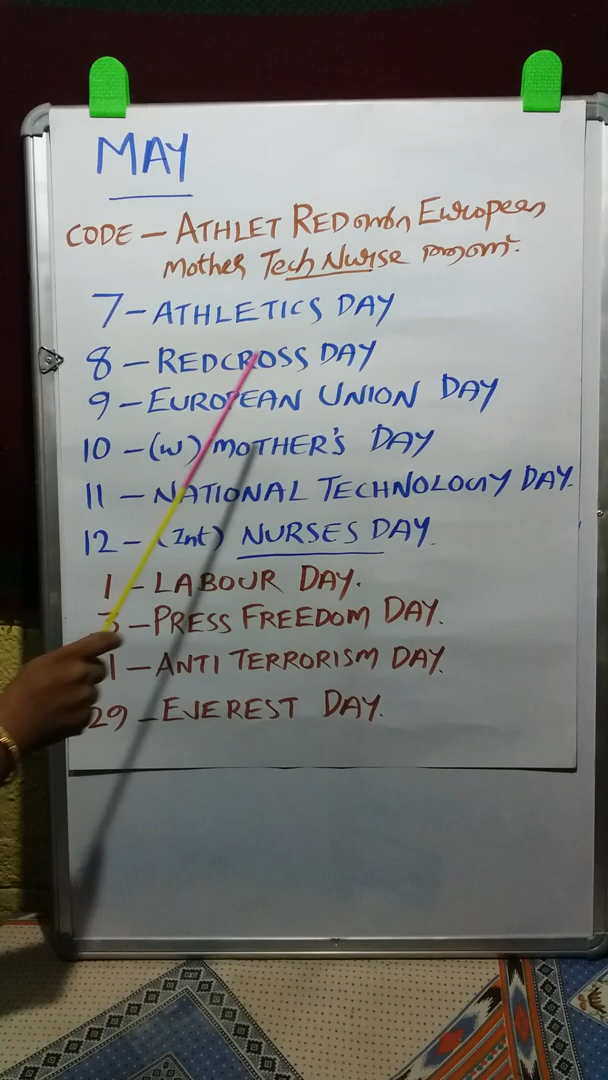 MAY
CODE – ATHLET RED European
Mother Tech Nurse
7 – ATHLETICS DAY
8 – REDCROSS DAY
9 – EUROPEAN UNION DAY
10 – (W) MOTHER'S DAY
11 – NATIONAL TECHNOLOGY DAY.
12 – (Int) NURSES DAY.
1 – LABOUR DAY.
3 – PRESS FREEDOM DAY.
1 – ANTI TERRORISM DAY.
29 – EVEREST DAY.